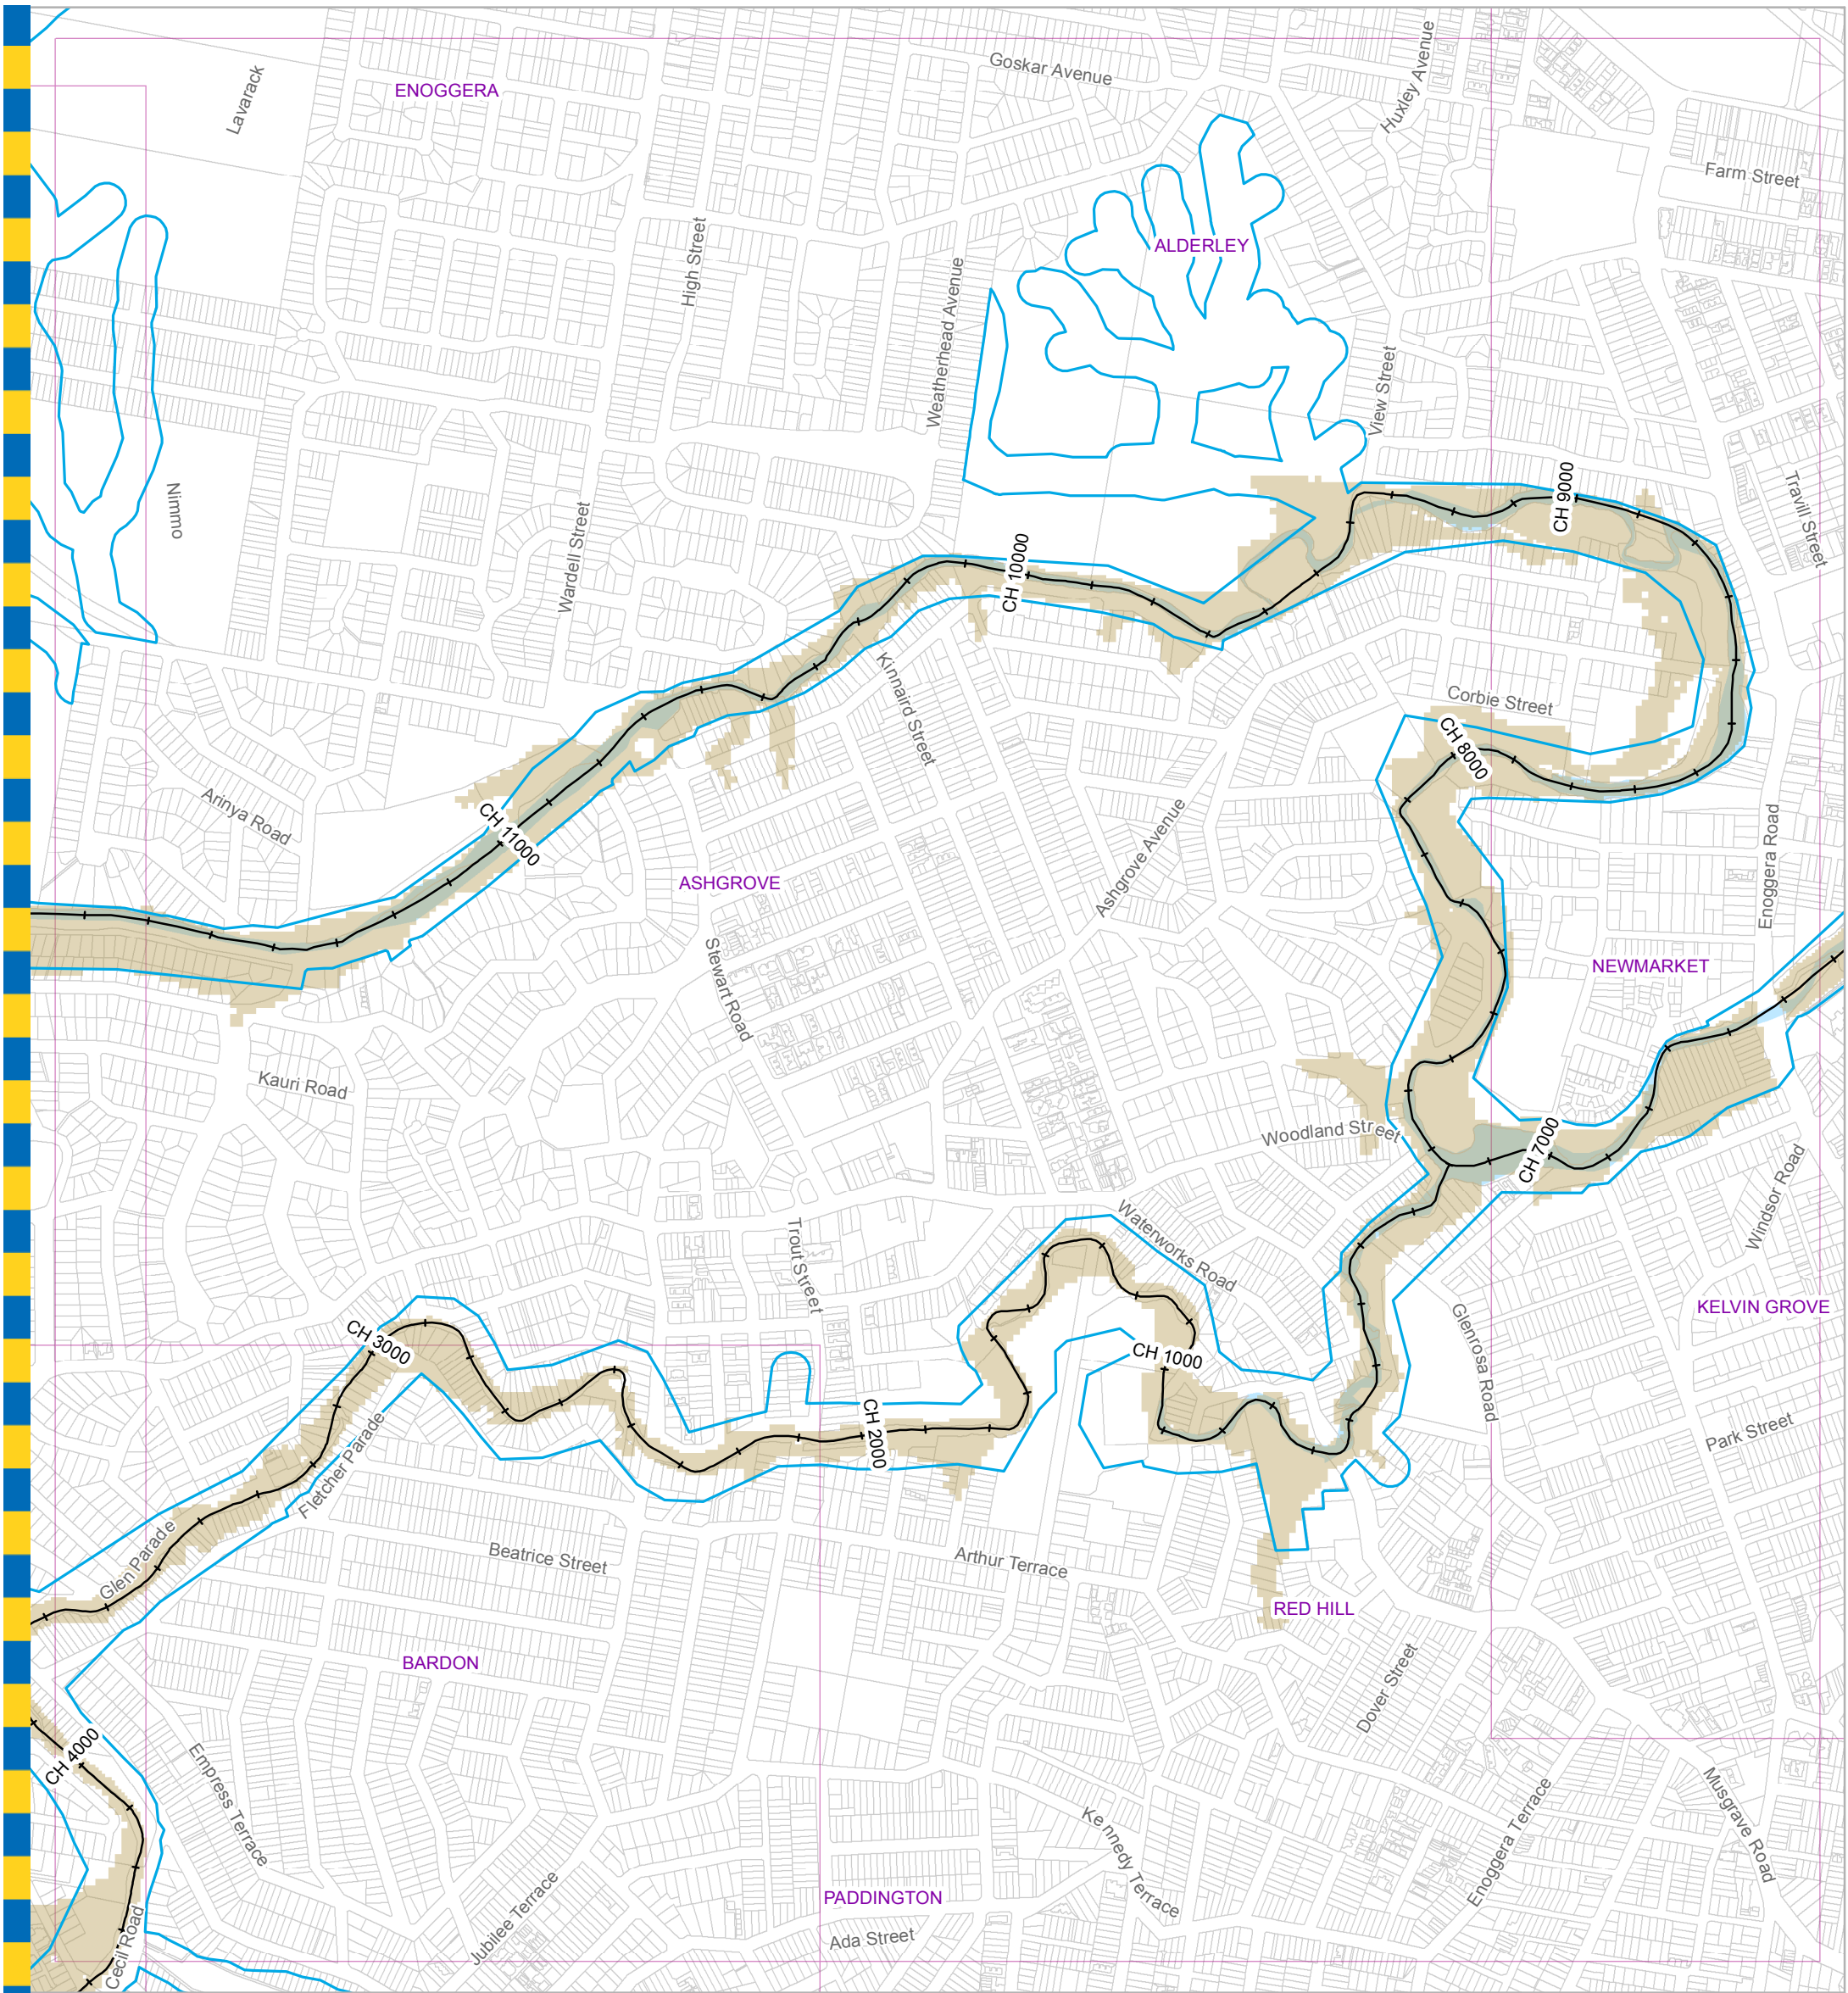 Goskar Avenue
Huxley Avenue
Lavarack
ENOGGERA
Farm Street
High Street
ALDERLEY
Weatherhead Avenue
View Street
Nimmo
Wardell Street
CH 9000
Travill Street
CH 10000
Kinnaird Street
Corbie Street
CH 8000
Arinya Road
CH 11000
Ashgrove Avenue
Enoggera Road
ASHGROVE
Stewart Road
NEWMARKET
Kauri Road
Woodland Street
CH 7000
Windsor Road
Trout Street
Waterworks Road
KELVIN GROVE
CH 3000
CH 1000
Glenrosa Road
CH 2000
Park Street
Fletcher Parade
Glen Parade
Beatrice Street
Arthur Terrace
RED HILL
BARDON
Dover Street
CH 4000
Empress Terrace
Kennedy Terrace
Enoggera Terrace
Musgrave Road
PADDINGTON
Jubilee Terrace
Ada Street
Cecil Road